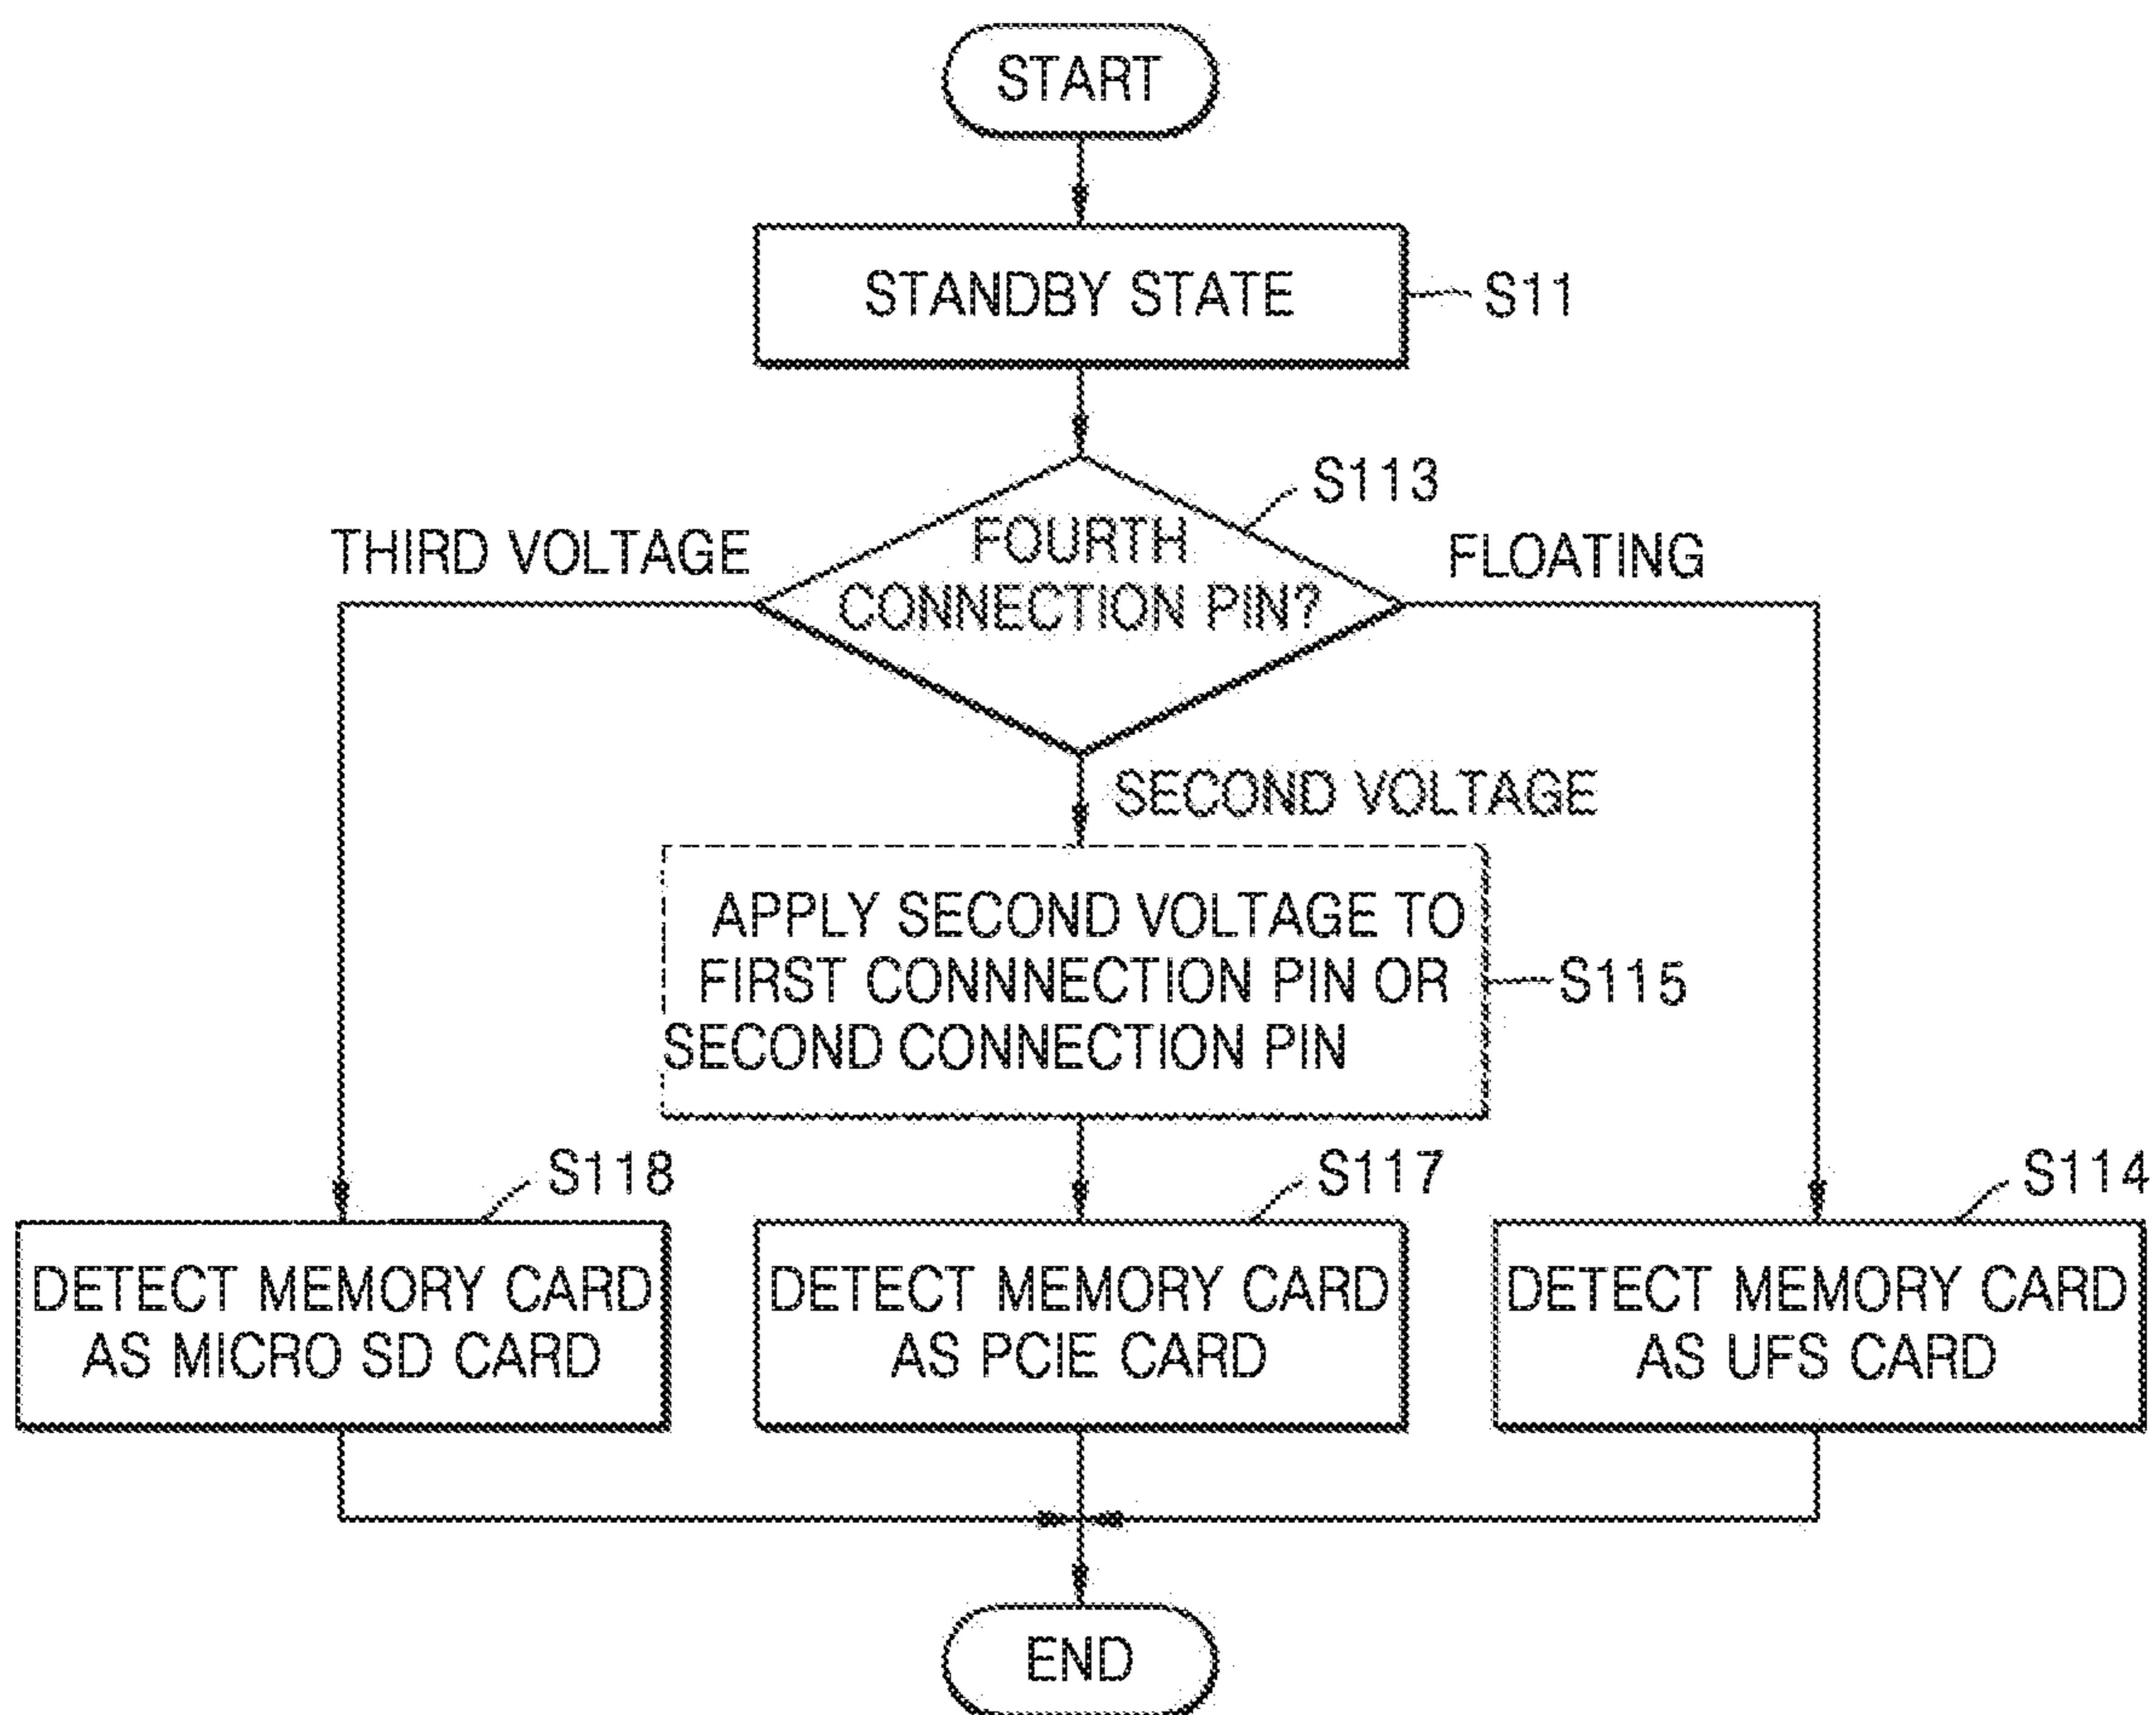 START
STANDBY STATE
S11
S113
FOURTH
CONNECTION PIN?
THIRD VOLTAGE
FLOATING
SECOND VOLTAGE
APPLY SECOND VOLTAGE TO
FIRST CONNNECTION PIN OR
SECOND CONNECTION PIN
S115
S118
DETECT MEMORY CARD
AS MICRO SD CARD
S117
DETECT MEMORY CARD
AS PCIE CARD
S114
DETECT MEMORY CARD
AS UFS CARD
END